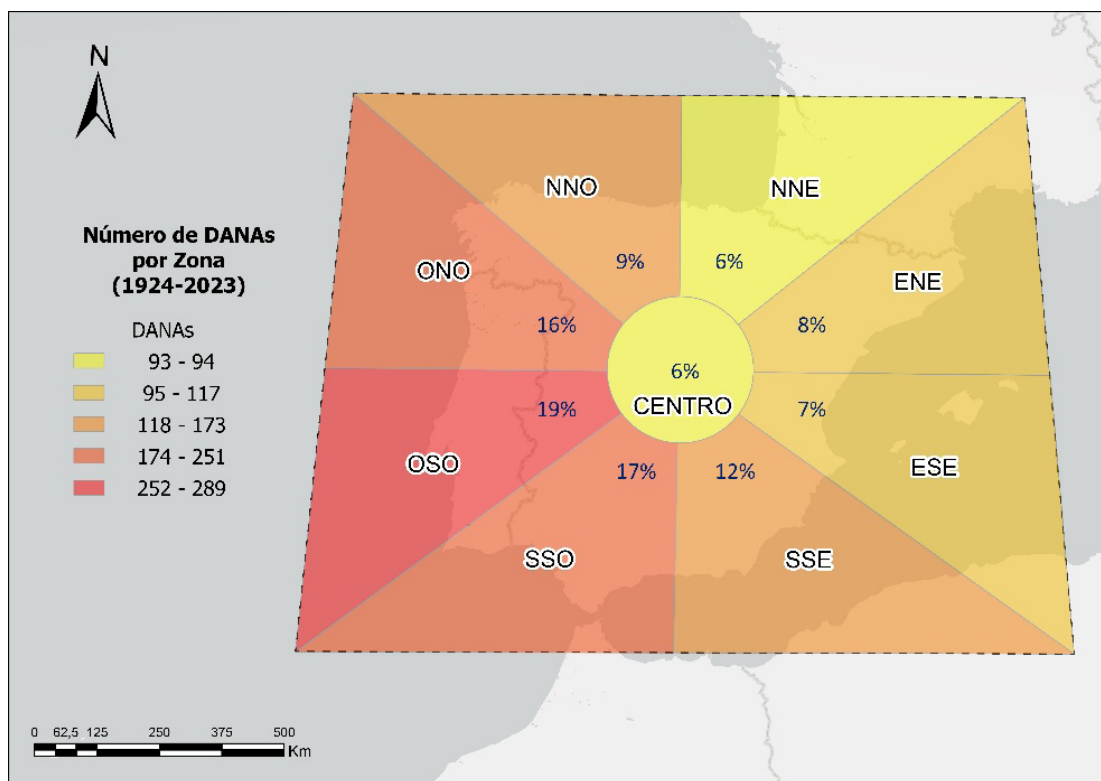 N
NNO
NNE
Número de DANAs
por Zona
(1924-2023)
ONO
9%
6%
ENE
DANAs
93 - 94
95 - 117
118 - 173
174 - 251
252 - 289
16%
8%
6%
CENTRO
19%
7%
OSO
17%
12%
ESE
SSO
SSE
0 62,5 125 250 375 500
Km